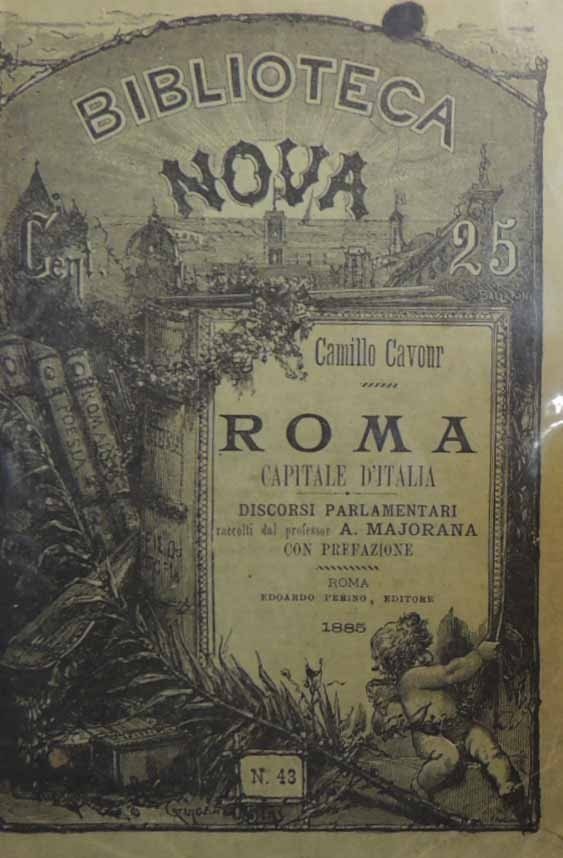 BIBLIOTECA
NOVA
Cent. 25
Camillo Cavour
ROMA
CAPITALE D'ITALIA
DISCORSI PARLAMENTARI
raccolti dal professor A. MAJORANA
CON PREFAZIONE
ROMA
EDOARDO PERINO, EDITORE
1885
ROMANZO
POESIA
N. 43